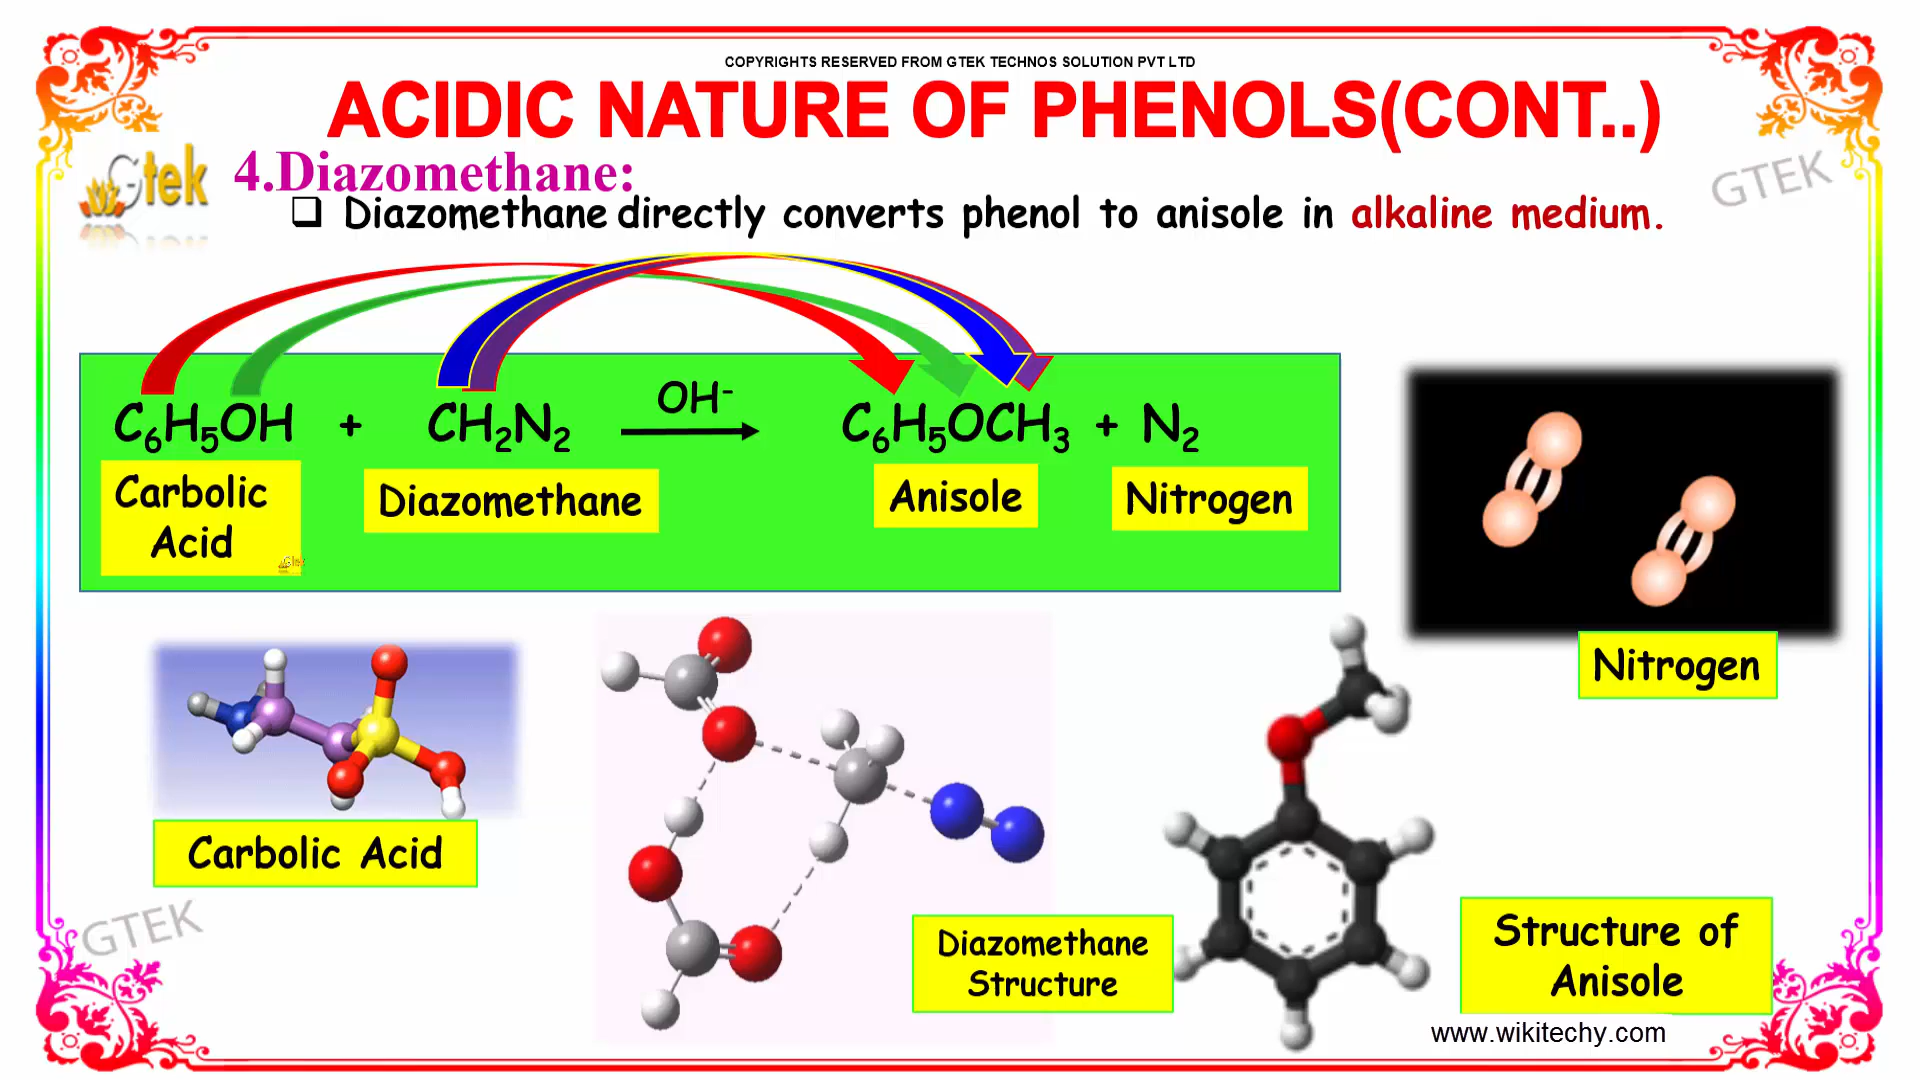 COPYRIGHTS RESERVED FROM GTEK TECHNOS SOLUTION PVT LTD
ACIDIC NATURE OF PHENOLS(CONT..)
Gtek
4.Diazomethane:
GTEK
❑ Diazomethane directly converts phenol to anisole in alkaline medium.
C₆H₅OH + CH₂N₂ OH⁻ C₆H₅OCH₃ + N₂
Carbolic
Acid
Diazomethane
Anisole
Nitrogen
Gtek
Nitrogen
Carbolic Acid
GTEK
Diazomethane
Structure
Structure of
Anisole
www.wikitechy.com